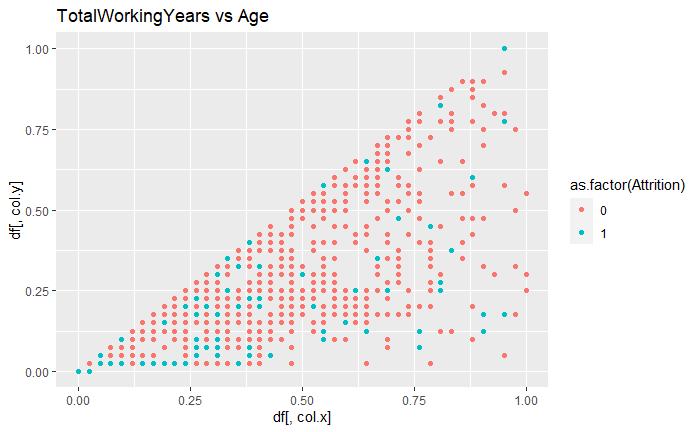 TotalWorkingYears vs Age
1.00
0.75
0.50
0.25
0.00
df[, col.y]
0.00 0.25 0.50 0.75 1.00
df[, col.x]
as.factor(Attrition)
0
1